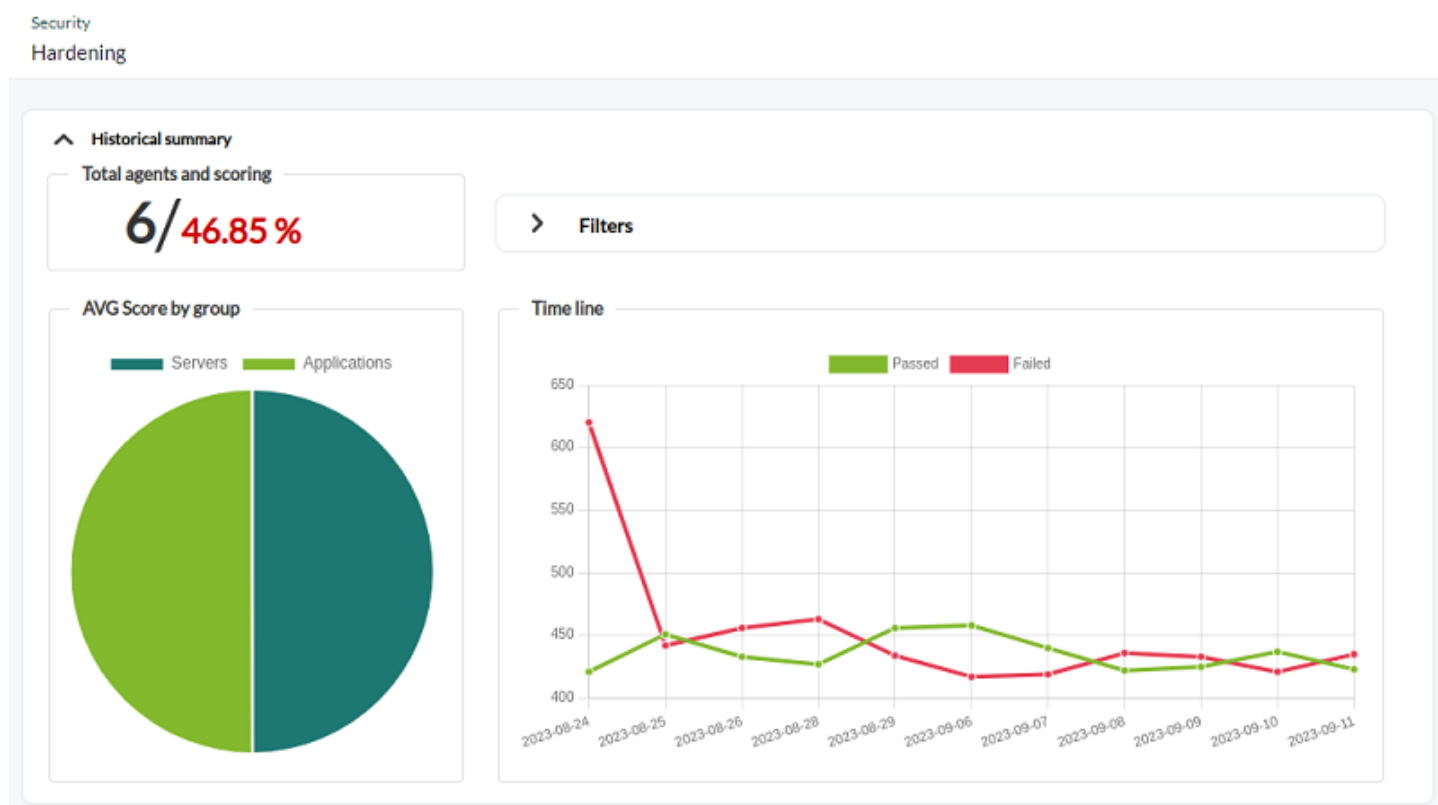 Security
Hardening
Historical summary
Total agents and scoring
6/46.85 %
Filters
AVG Score by group
Servers Applications
Time line
Passed Failed
650
600
550
500
450
400
2023-08-24 2023-08-25 2023-08-26 2023-08-28 2023-08-29 2023-09-06 2023-09-07 2023-09-08 2023-09-09 2023-09-10 2023-09-11